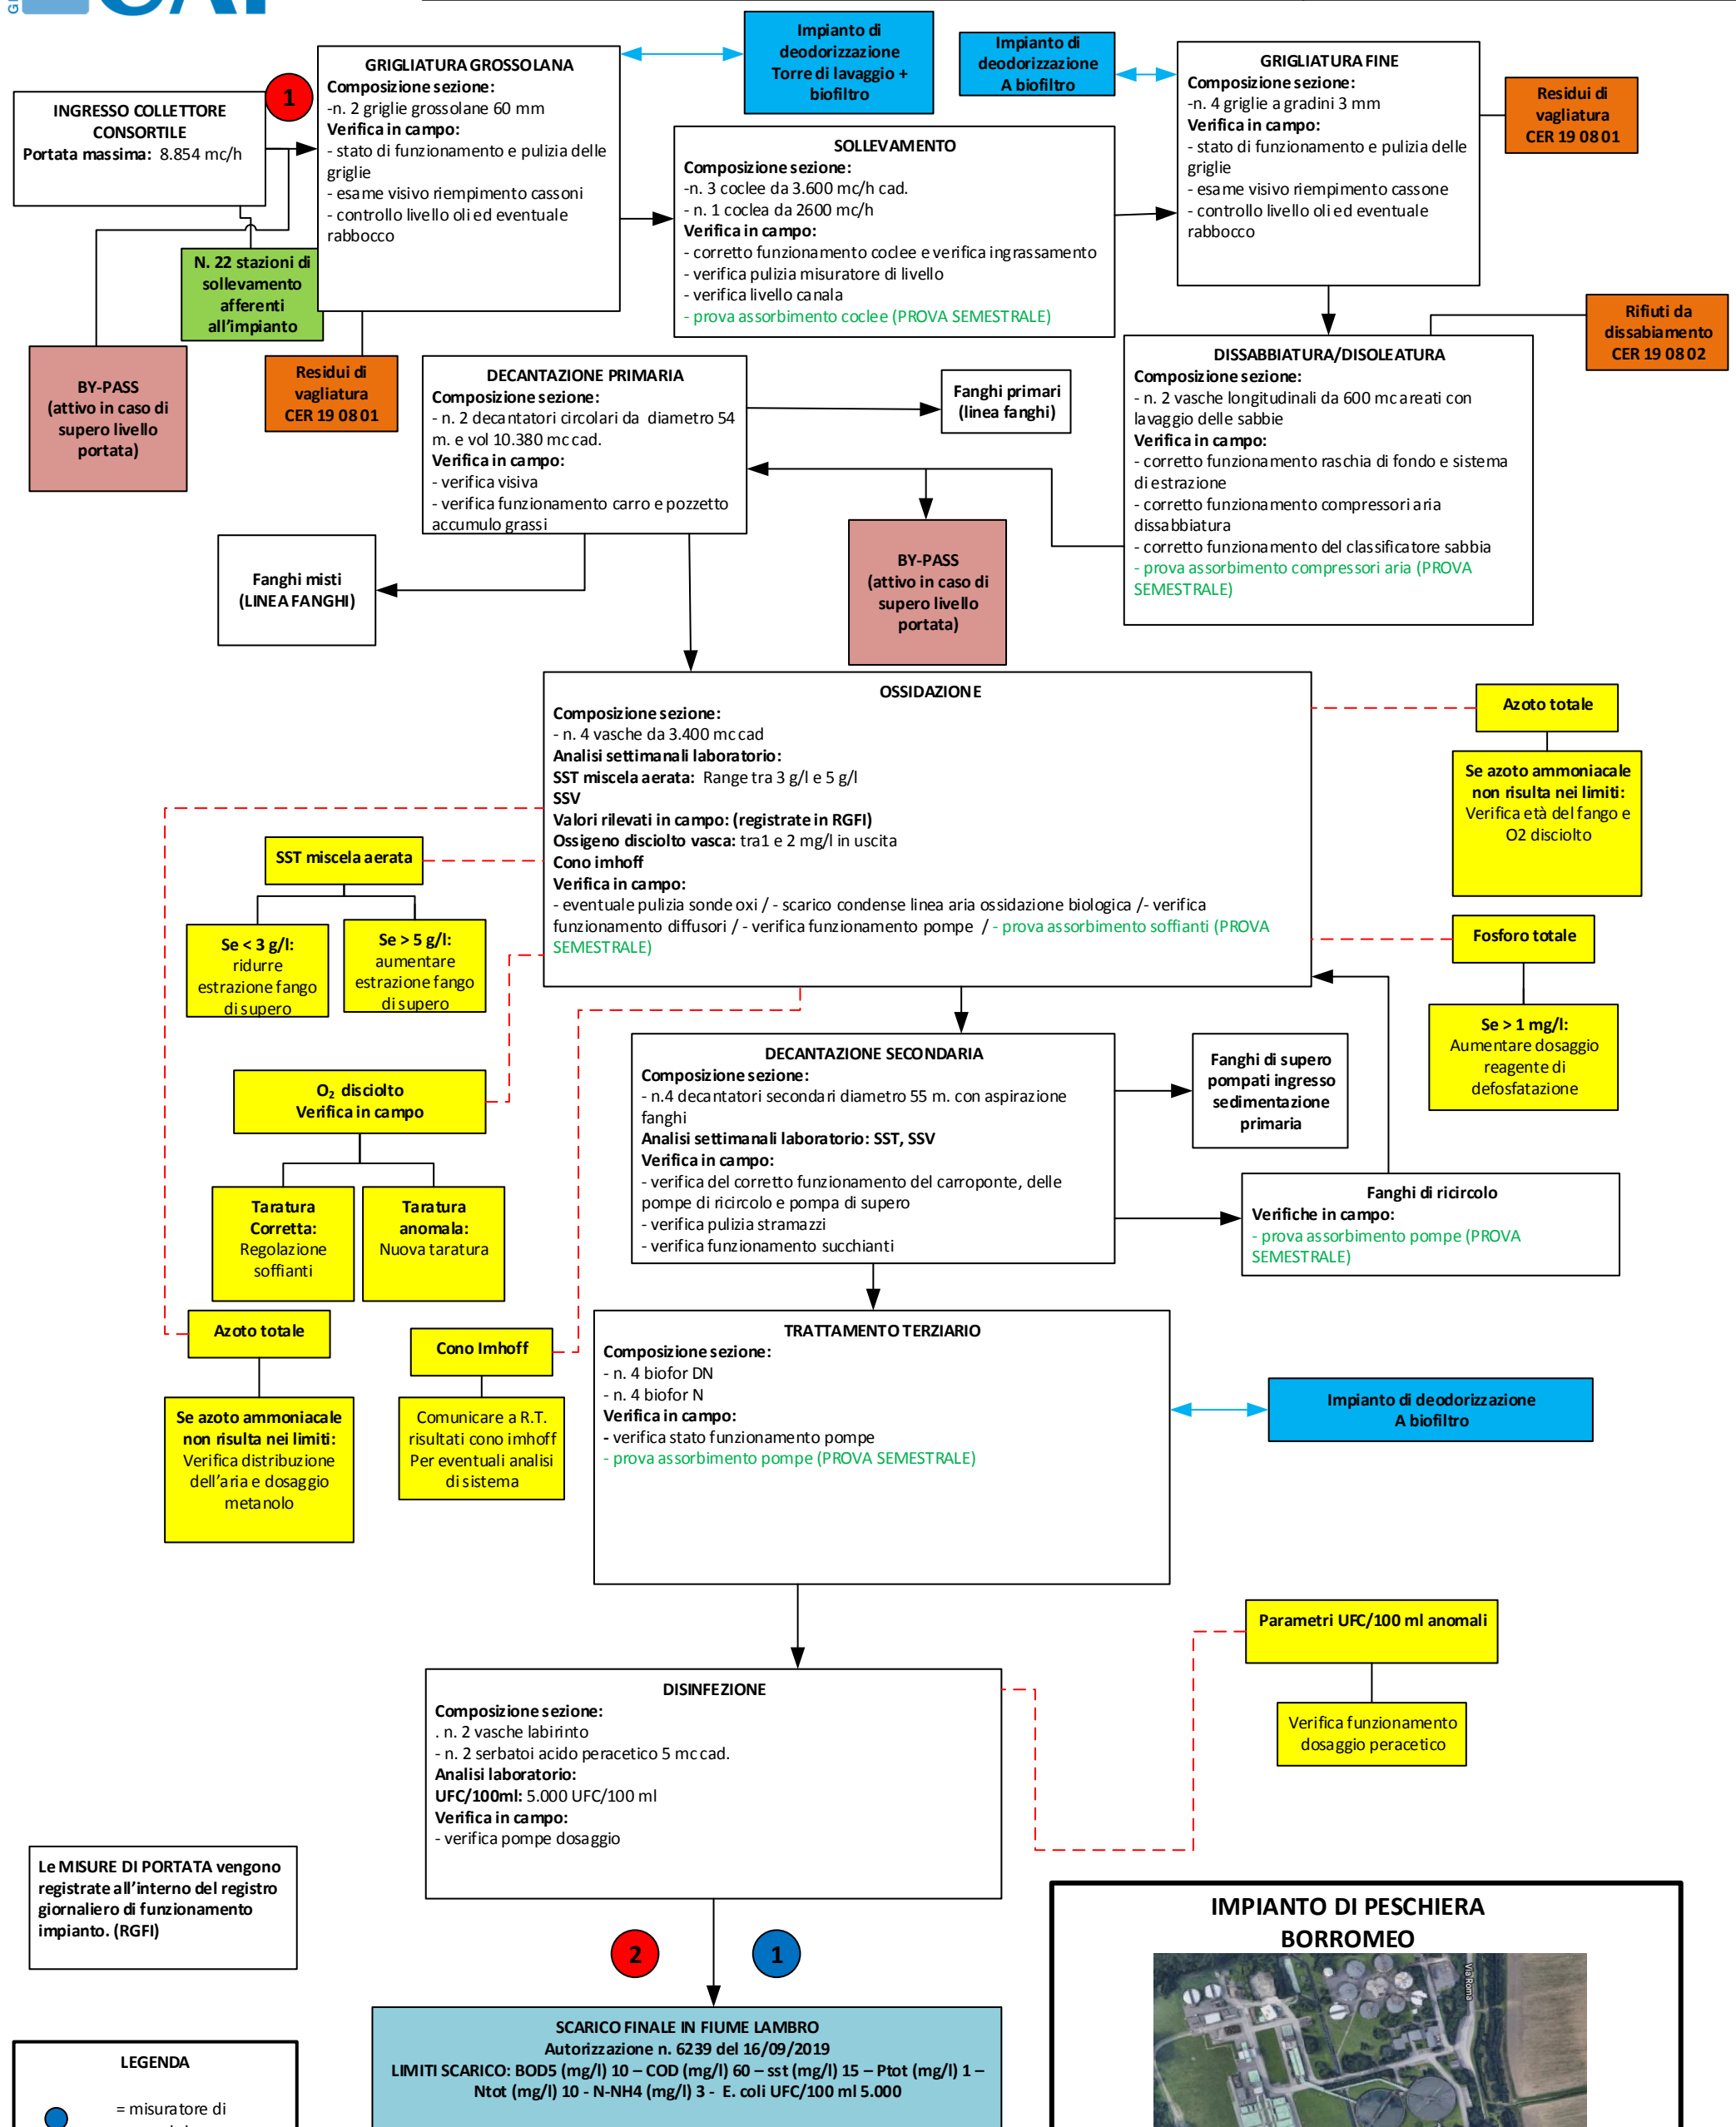 CAP
Impianto di
deodorizzazione
Torre di lavaggio +
biofiltro
Impianto di
deodorizzazione
A biofiltro
INGRESSO COLLETTORE
CONSORTILE
Portata massima: 8.854 mc/h
1
GRIGLIATURA GROSSOLANA
Composizione sezione:
-n. 2 griglie grossolane 60 mm
Verifica in campo:
- stato di funzionamento e pulizia delle
griglie
- esame visivo riempimento cassoni
- controllo livello oli ed eventuale
rabbocco
SOLLEVAMENTO
Composizione sezione:
-n. 3 coclee da 3.600 mc/h cad.
- n. 1 coclea da 2600 mc/h
Verifica in campo:
- corretto funzionamento coclee e verifica ingrassamento
- verifica pulizia misuratore di livello
- verifica livello canala
- prova assorbimento coclee (PROVA SEMESTRALE)
GRIGLIATURA FINE
Composizione sezione:
-n. 4 griglie a gradini 3 mm
Verifica in campo:
- stato di funzionamento e pulizia delle
griglie
- esame visivo riempimento cassone
- controllo livello oli ed eventuale
rabbocco
Residui di
vagliatura
CER 19 08 01
N. 22 stazioni di
sollevamento
afferenti
all'impianto
BY-PASS
(attivo in caso di
supero livello
portata)
Residui di
vagliatura
CER 19 08 01
Rifiuti da
dissabiamento
CER 19 08 02
DECANTAZIONE PRIMARIA
Composizione sezione:
- n. 2 decantatori circolari da diametro 54
m. e vol 10.380 mc cad.
Verifica in campo:
- verifica visiva
- verifica funzionamento carro e pozzetto
accumulo grassi
Fanghi primari
(linea fanghi)
DISSABBIATURA/DISOLEATURA
Composizione sezione:
- n. 2 vasche longitudinali da 600 mc areati con
lavaggio delle sabbie
Verifica in campo:
- corretto funzionamento raschia di fondo e sistema
di estrazione
- corretto funzionamento compressori aria
dissabbiatura
- corretto funzionamento del classificatore sabbia
- prova assorbimento compressori aria (PROVA
SEMESTRALE)
Fanghi misti
(LINEA FANGHI)
BY-PASS
(attivo in caso di
supero livello
portata)
OSSIDAZIONE
Composizione sezione:
- n. 4 vasche da 3.400 mc cad
Analisi settimanali laboratorio:
SST miscela aerata: Range tra 3 g/l e 5 g/l
SSV
Valori rilevati in campo: (registrate in RGFI)
Ossigeno disciolto vasca: tra1 e 2 mg/l in uscita
Cono imhoff
Verifica in campo:
- eventuale pulizia sonde oxi / - scarico condense linea aria ossidazione biologica /- verifica
funzionamento diffusori / - verifica funzionamento pompe / - prova assorbimento soffianti (PROVA
SEMESTRALE)
Azoto totale
Se azoto ammoniacale
non risulta nei limiti:
Verifica età del fango e
O2 disciolto
SST miscela aerata
Se < 3 g/l:
ridurre
estrazione fango
di supero
Se > 5 g/l:
aumentare
estrazione fango
di supero
Fosforo totale
Se > 1 mg/l:
Aumentare dosaggio
reagente di
defosfatazione
O2 disciolto
Verifica in campo
Taratura
Corretta:
Regolazione
soffianti
Taratura
anomala:
Nuova taratura
DECANTAZIONE SECONDARIA
Composizione sezione:
- n.4 decantatori secondari diametro 55 m. con aspirazione
fanghi
Analisi settimanali laboratorio: SST, SSV
Verifica in campo:
- verifica del corretto funzionamento del carroponte, delle
pompe di ricircolo e pompa di supero
- verifica pulizia stramazzi
- verifica funzionamento succhianti
Fanghi di supero
pompati ingresso
sedimentazione
primaria
Fanghi di ricircolo
Verifiche in campo:
- prova assorbimento pompe (PROVA
SEMESTRALE)
Azoto totale
Se azoto ammoniacale
non risulta nei limiti:
Verifica distribuzione
dell'aria e dosaggio
metanolo
Cono Imhoff
Comunicare a R.T.
risultati cono imhoff
Per eventuali analisi
di sistema
TRATTAMENTO TERZIARIO
Composizione sezione:
- n. 4 biofor DN
- n. 4 biofor N
Verifica in campo:
- verifica stato funzionamento pompe
- prova assorbimento pompe (PROVA SEMESTRALE)
Impianto di deodorizzazione
A biofiltro
Parametri UFC/100 ml anomali
Verifica funzionamento
dosaggio peracetico
DISINFEZIONE
Composizione sezione:
. n. 2 vasche labirinto
- n. 2 serbatoi acido peracetico 5 mc cad.
Analisi laboratorio:
UFC/100ml: 5.000 UFC/100 ml
Verifica in campo:
- verifica pompe dosaggio
Le MISURE DI PORTATA vengono
registrate all'interno del registro
giornaliero di funzionamento
impianto. (RGFI)
2
1
SCARICO FINALE IN FIUME LAMBRO
Autorizzazione n. 6239 del 16/09/2019
LIMITI SCARICO: BOD5 (mg/l) 10 – COD (mg/l) 60 – sst (mg/l) 15 – Ptot (mg/l) 1 –
Ntot (mg/l) 10 - N-NH4 (mg/l) 3 - E. coli UFC/100 ml 5.000
IMPIANTO DI PESCHIERA
BORROMEO
Via Roma
LEGENDA
= misuratore di